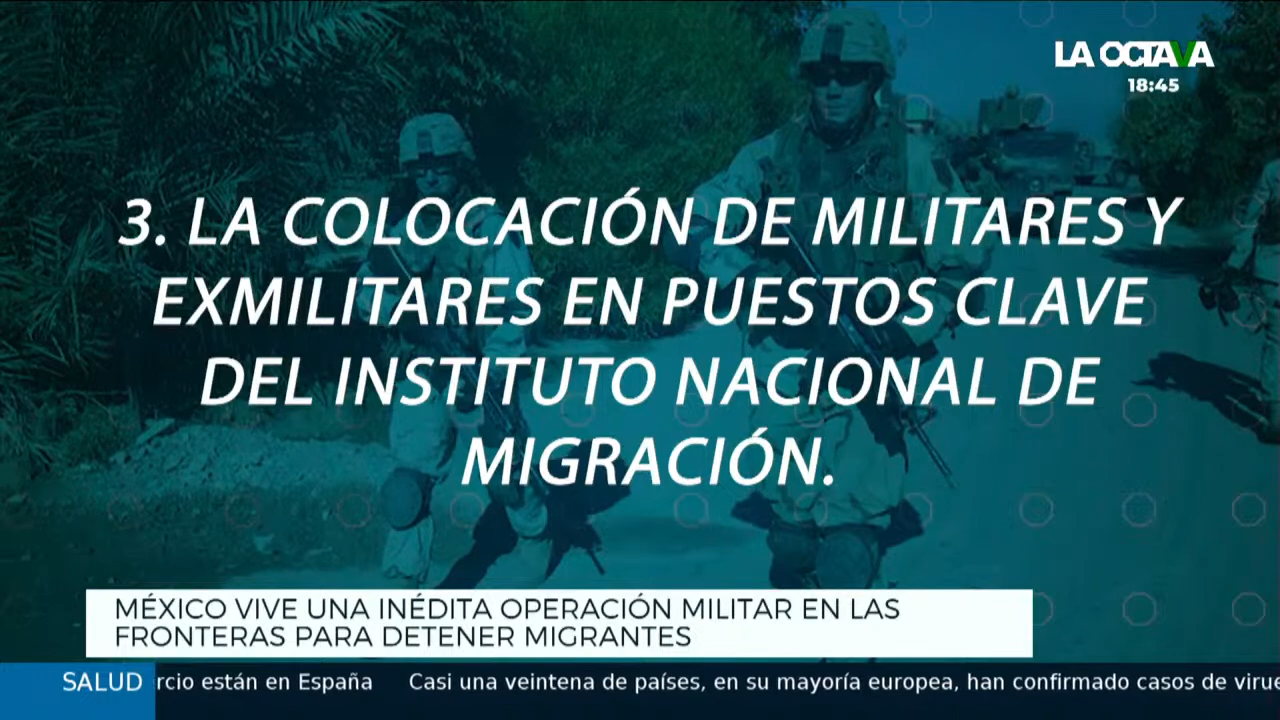 LA OCTAVA
18:45
3. LA COLOCACIÓN DE MILITARES Y
EXMILITARES EN PUESTOS CLAVE
DEL INSTITUTO NACIONAL DE
MIGRACIÓN.
MÉXICO VIVE UNA INÉDITA OPERACIÓN MILITAR EN LAS
FRONTERAS PARA DETENER MIGRANTES
SALUD rcio están en España Casi una veintena de países, en su mayoría europea, han confirmado casos de virue